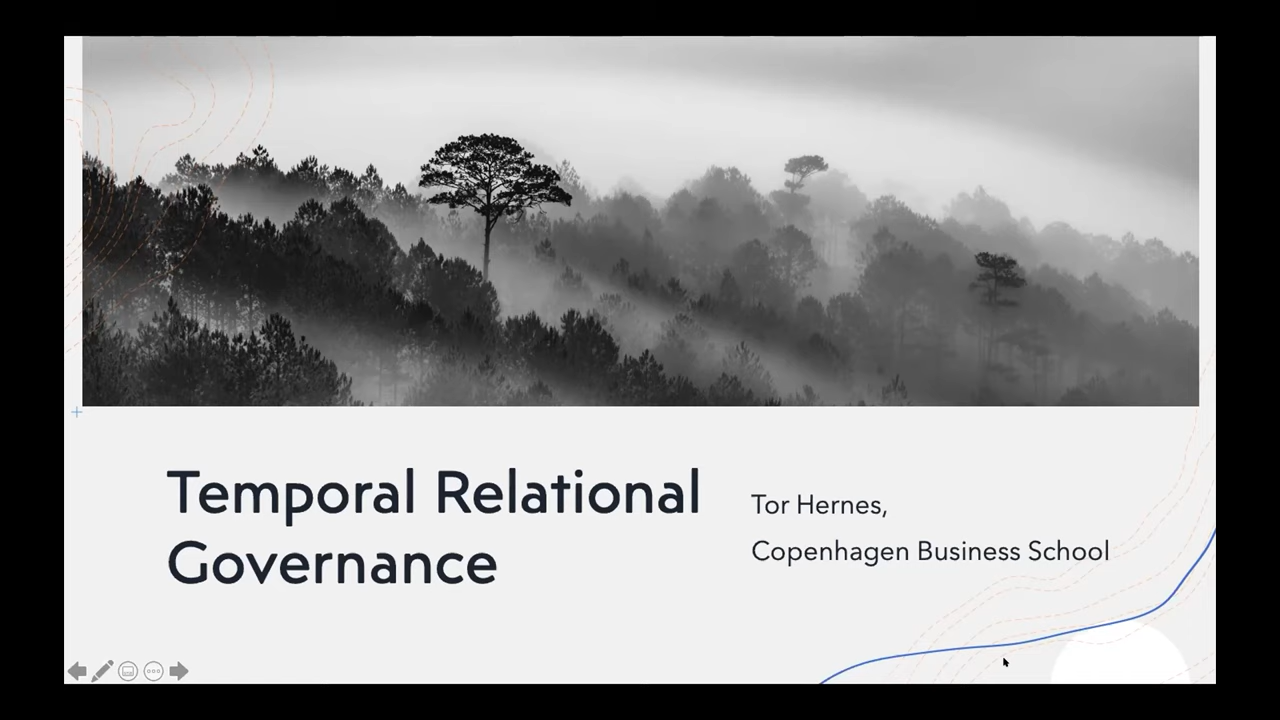 Temporal Relational
Governance
Tor Hernes,
Copenhagen Business School